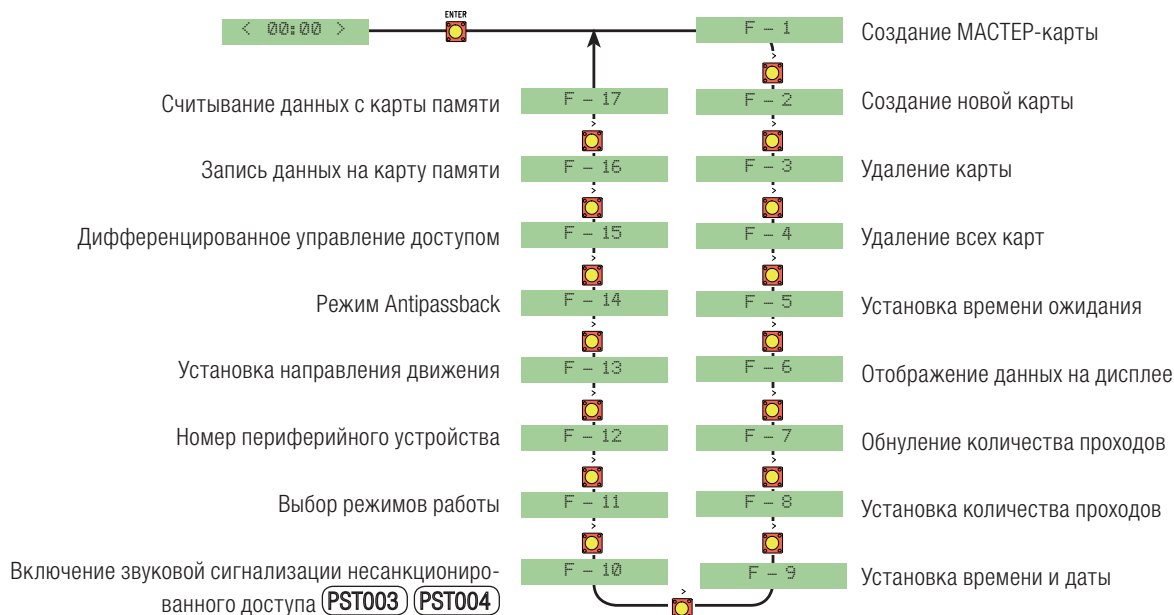 ENTER
< 00:00 >
F - 1
Создание МАСТЕР-карты
>
F - 2
Создание новой карты
>
F - 3
Удаление карты
>
F - 4
Удаление всех карт
>
F - 5
Установка времени ожидания
>
F - 6
Отображение данных на дисплее
>
F - 7
Обнуление количества проходов
>
F - 8
Установка количества проходов
>
F - 9
Установка времени и даты
>
F - 10
Включение звуковой сигнализации несанкциониро-
ванного доступа PST003 PST004
>
F - 11
Выбор режимов работы
>
F - 12
Номер периферийного устройства
>
F - 13
Установка направления движения
>
F - 14
Режим Antipassback
>
F - 15
Дифференцированное управление доступом
>
F - 16
Запись данных на карту памяти
>
F - 17
Считывание данных с карты памяти